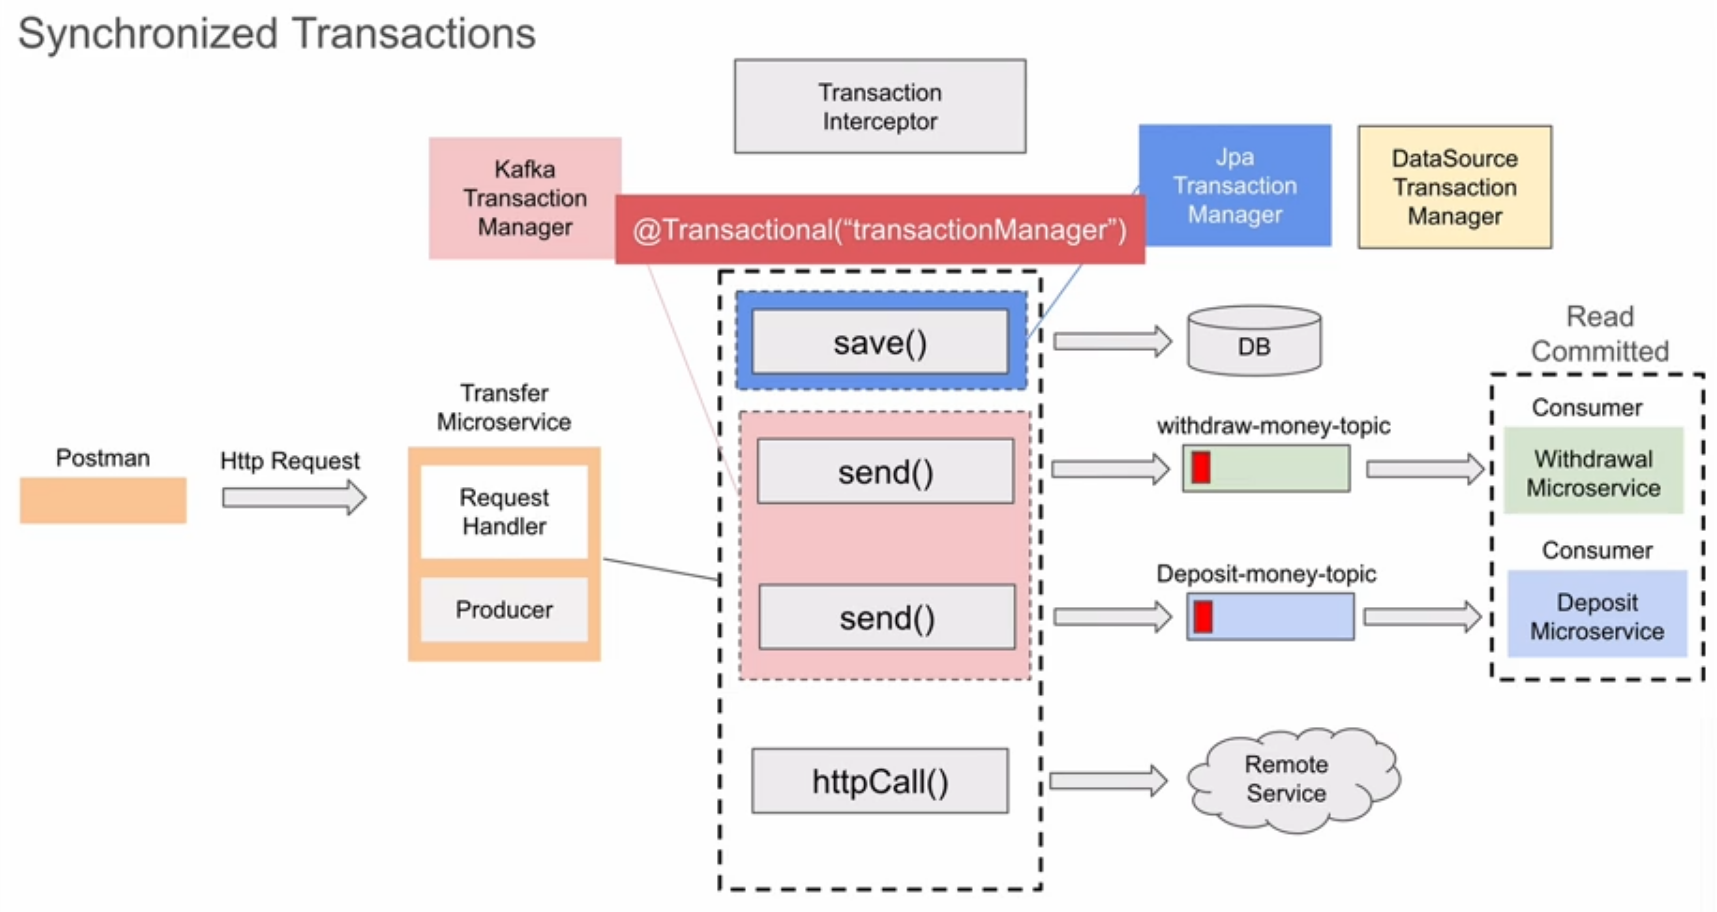 Synchronized Transactions
Transaction
Interceptor
Kafka
Transaction
Manager
@Transactional(“transactionManager”)
Jpa
Transaction
Manager
DataSource
Transaction
Manager
save()
DB
Read
Committed
Transfer
Microservice
Postman
Http Request
Request
Handler
Producer
send()
withdraw-money-topic
Consumer
Withdrawal
Microservice
send()
Deposit-money-topic
Consumer
Deposit
Microservice
httpCall()
Remote
Service